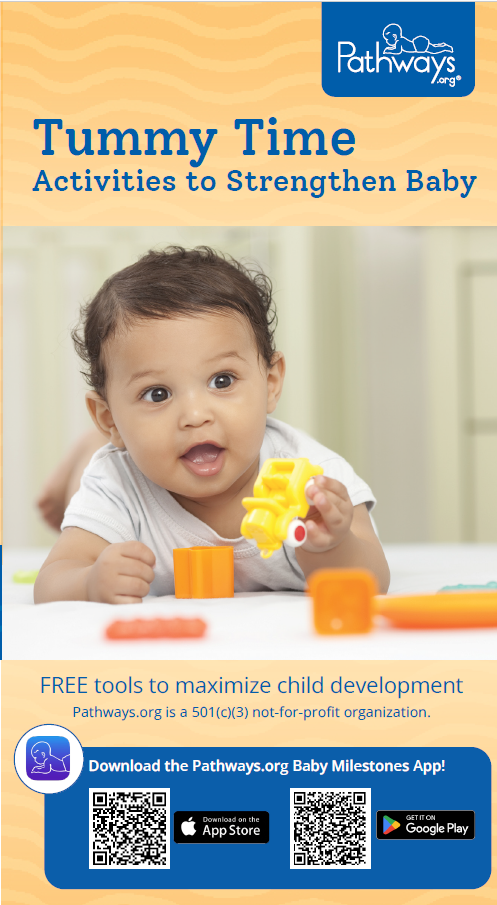 Pathways
.org®
Tummy Time
Activities to Strengthen Baby
FREE tools to maximize child development
Pathways.org is a 501(c)(3) not-for-profit organization.
Download the Pathways.org Baby Milestones App!
Download on the
App Store
GET IT ON
Google Play